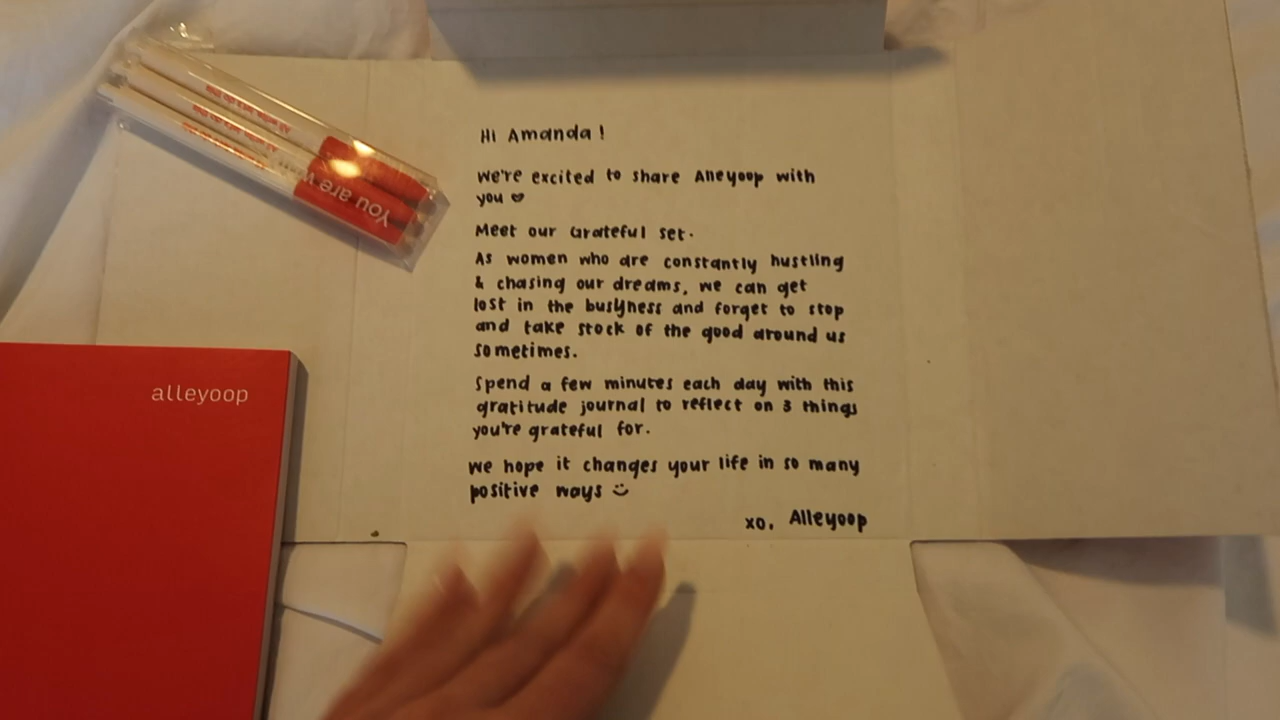 Hi Amanda!
We're excited to share Alleyoop with
you
Meet our Grateful set.
As women who are constantly hustling
& chasing our dreams, we can get
lost in the busyness and forget to stop
and take stock of the good around us
sometimes.
Spend a few minutes each day with this
gratitude journal to reflect on 3 things
you're grateful for.
We hope it changes your life in so many
positive ways
xo, Alleyoop
alleyoop
You are